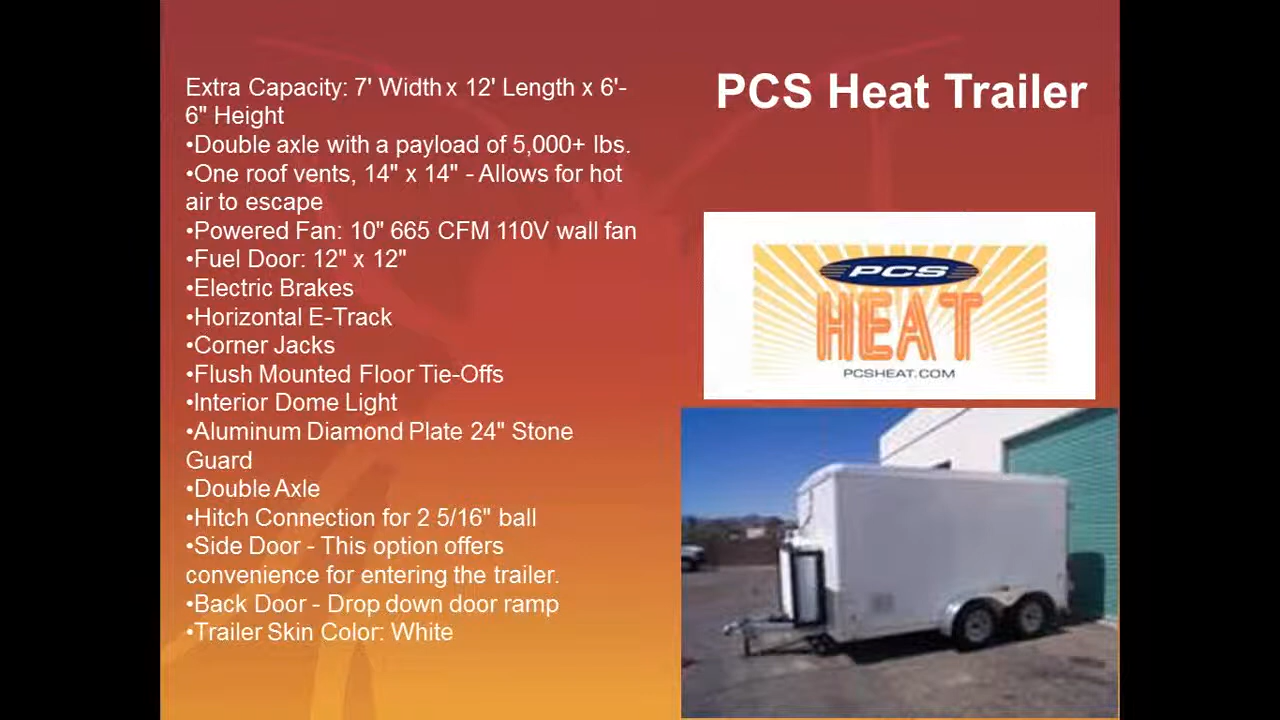 PCS Heat Trailer
Extra Capacity: 7' Width x 12' Length x 6'-
6" Height
•Double axle with a payload of 5,000+ lbs.
•One roof vents, 14" x 14" - Allows for hot
air to escape
•Powered Fan: 10" 665 CFM 110V wall fan
•Fuel Door: 12" x 12"
•Electric Brakes
•Horizontal E-Track
•Corner Jacks
•Flush Mounted Floor Tie-Offs
•Interior Dome Light
•Aluminum Diamond Plate 24" Stone
Guard
•Double Axle
•Hitch Connection for 2 5/16" ball
•Side Door - This option offers
convenience for entering the trailer.
•Back Door - Drop down door ramp
•Trailer Skin Color: White
PCS
HEAT
PCSHEAT.COM